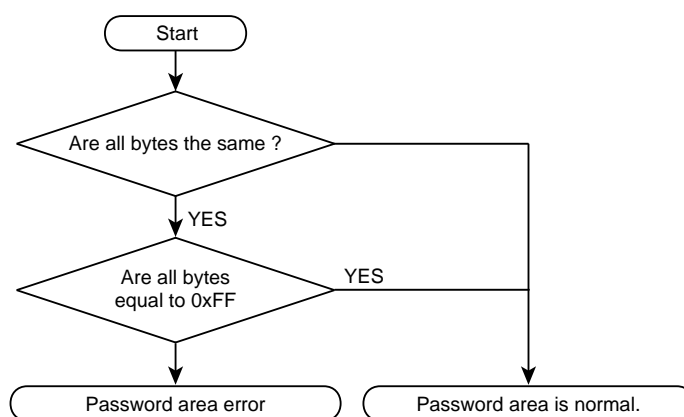 Start
Are all bytes the same ?
YES
Are all bytes
equal to 0xFF
YES
Password area error
Password area is normal.